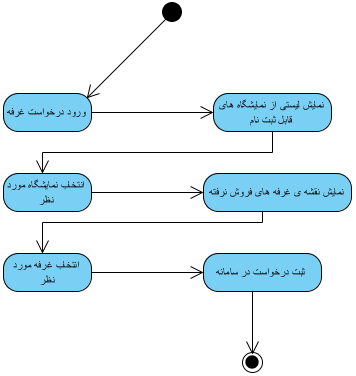 ورود درخواست غرفه
نمایش لیستی از نمایشگاه های
قابل ثبت نام
انتخاب نمایشگاه مورد
نظر
نمایش نقشه ی غرفه های فروش نرفته
انتخاب غرفه مورد
نظر
ثبت درخواست در سامانه